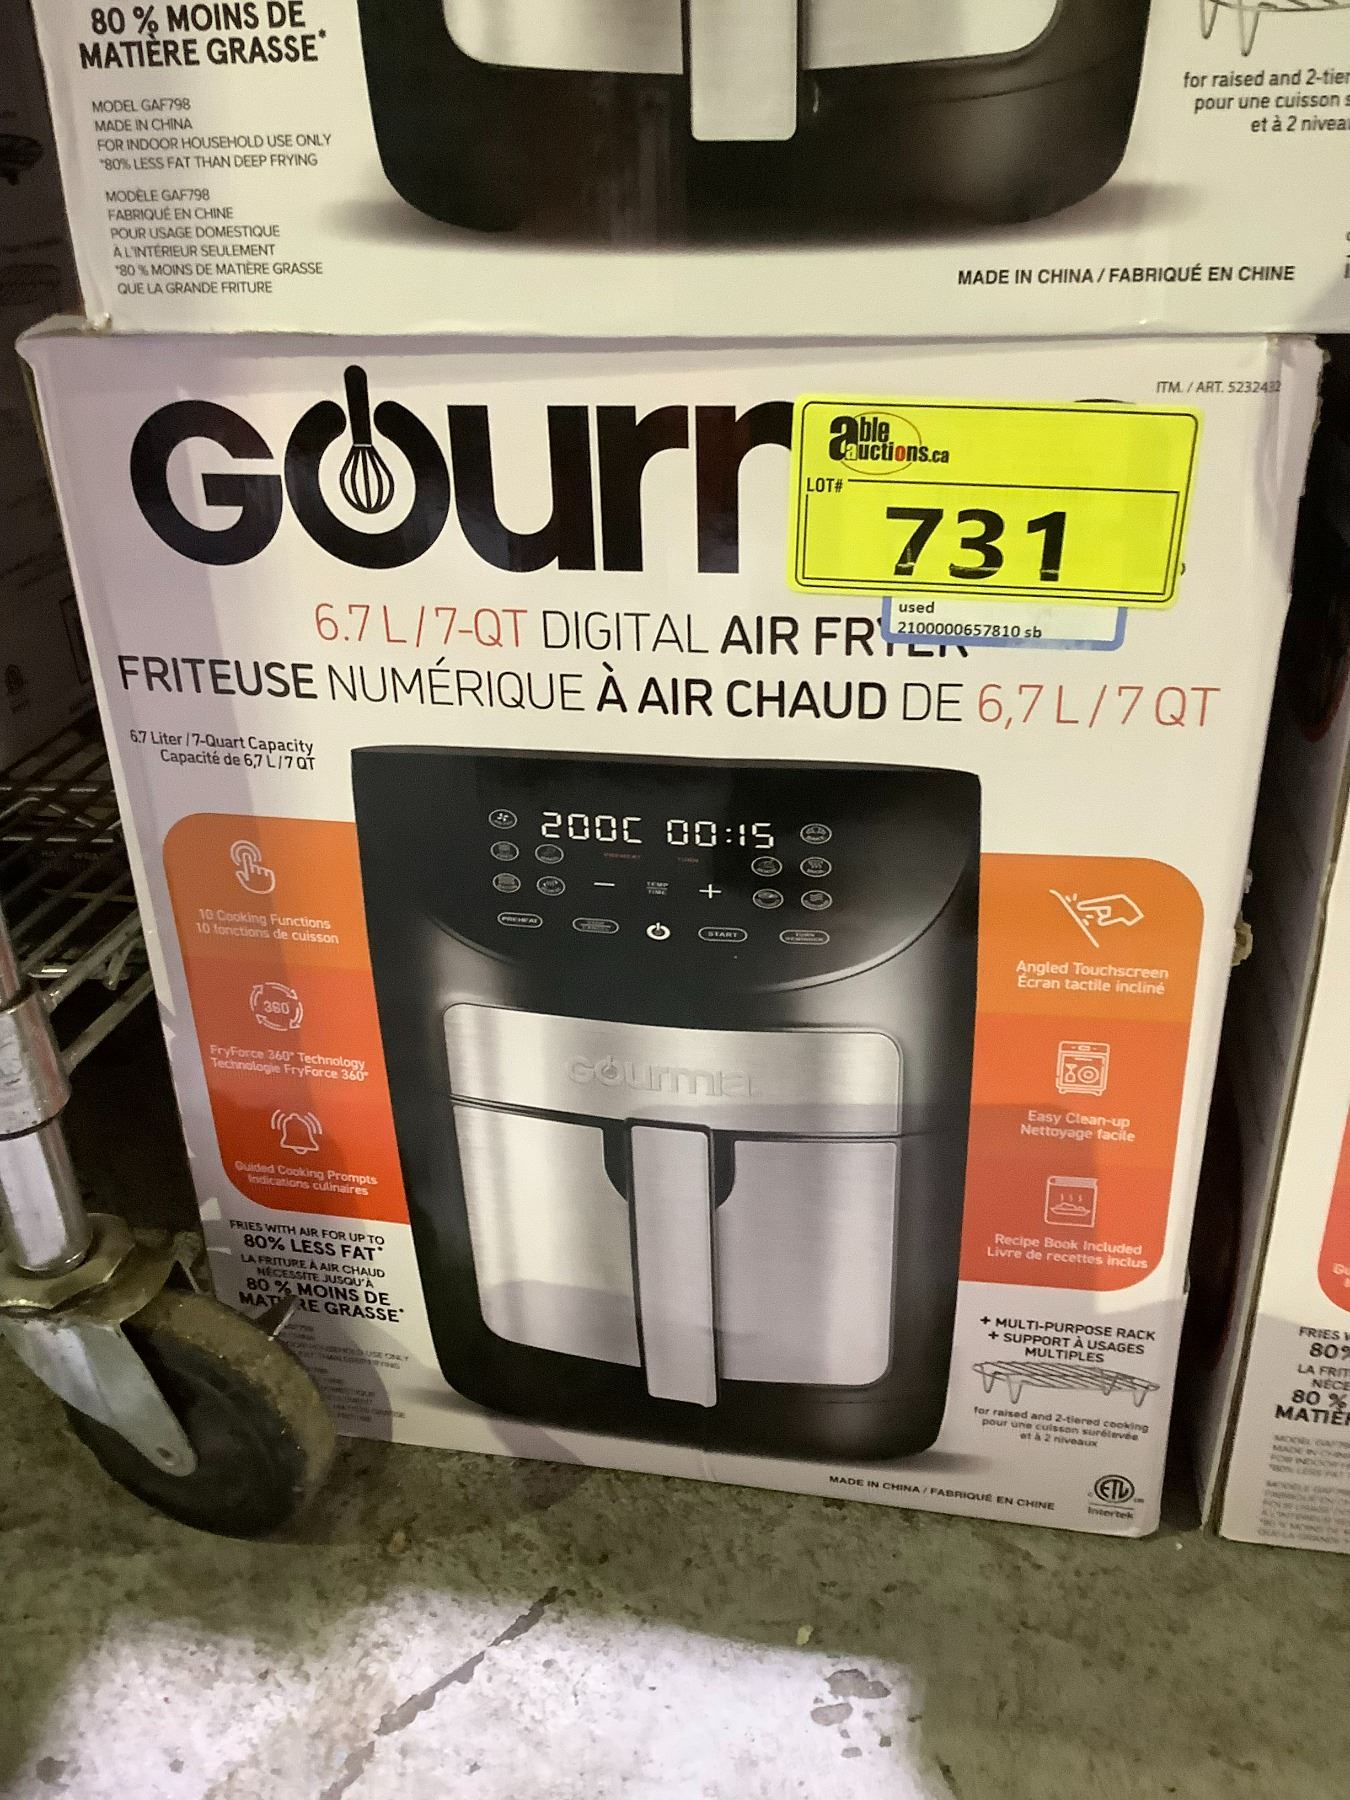 80 % MOINS DE
MATIÈRE GRASSE*
MODEL GAF798
MADE IN CHINA
FOR INDOOR HOUSEHOLD USE ONLY
*80% LESS FAT THAN DEEP FRYING
MODÈLE GAF798
FABRIQUÉ EN CHINE
POUR USAGE DOMESTIQUE
À L'INTÉRIEUR SEULEMENT
*80 % MOINS DE MATIÈRE GRASSE
QUE LA GRANDE FRITURE
for raised and 2-tier
pour une cuisson
et à 2
MADE IN CHINA / FABRIQUÉ EN CHINE
ITM. / ART. 5232432
able
auctions.ca
LOT#
731
used
2100000657810 sb
6.7 L / 7-QT DIGITAL AIR FRYER
FRITEUSE NUMÉRIQUE À AIR CHAUD DE 6,7 L / 7 QT
6.7 Liter / 7-Quart Capacity
Capacité de 6,7 L / 7 QT
200C 00:15
PREHEAT TURN
TEMP
TIME
PREHEAT
START
TURN
REMINDER
10 Cooking Functions
10 fonctions de cuisson
360
FryForce 360° Technology
Technologie FryForce 360°
Guided Cooking Prompts
Indications culinaires
Gourmia
Angled Touchscreen
Écran tactile incliné
Easy Clean-up
Nettoyage facile
Recipe Book Included
Livre de recettes inclus
FRIES WITH AIR FOR UP TO
80% LESS FAT*
LA FRITURE À AIR CHAUD
NÉCESSITE JUSQU'À
80 % MOINS DE
MATIÈRE GRASSE*
+ MULTI-PURPOSE RACK
+ SUPPORT À USAGES
MULTIPLES
for raised and 2-tiered cooking
pour une cuisson surélevée
et à 2 niveaux
MADE IN CHINA / FABRIQUÉ EN CHINE
ETL
Intertek
FRIES
80%
LA
80 %